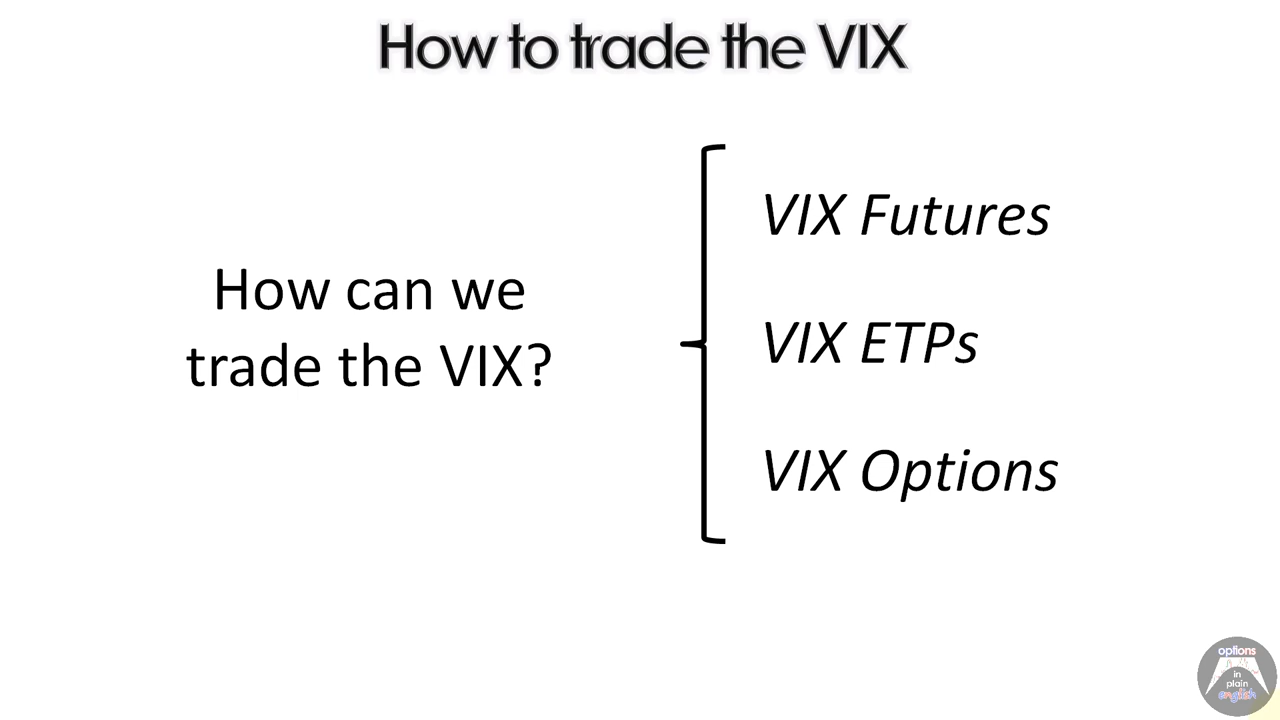 How to trade the VIX
How can we
trade the VIX?
VIX Futures
VIX ETPs
VIX Options
options
in
plain
english